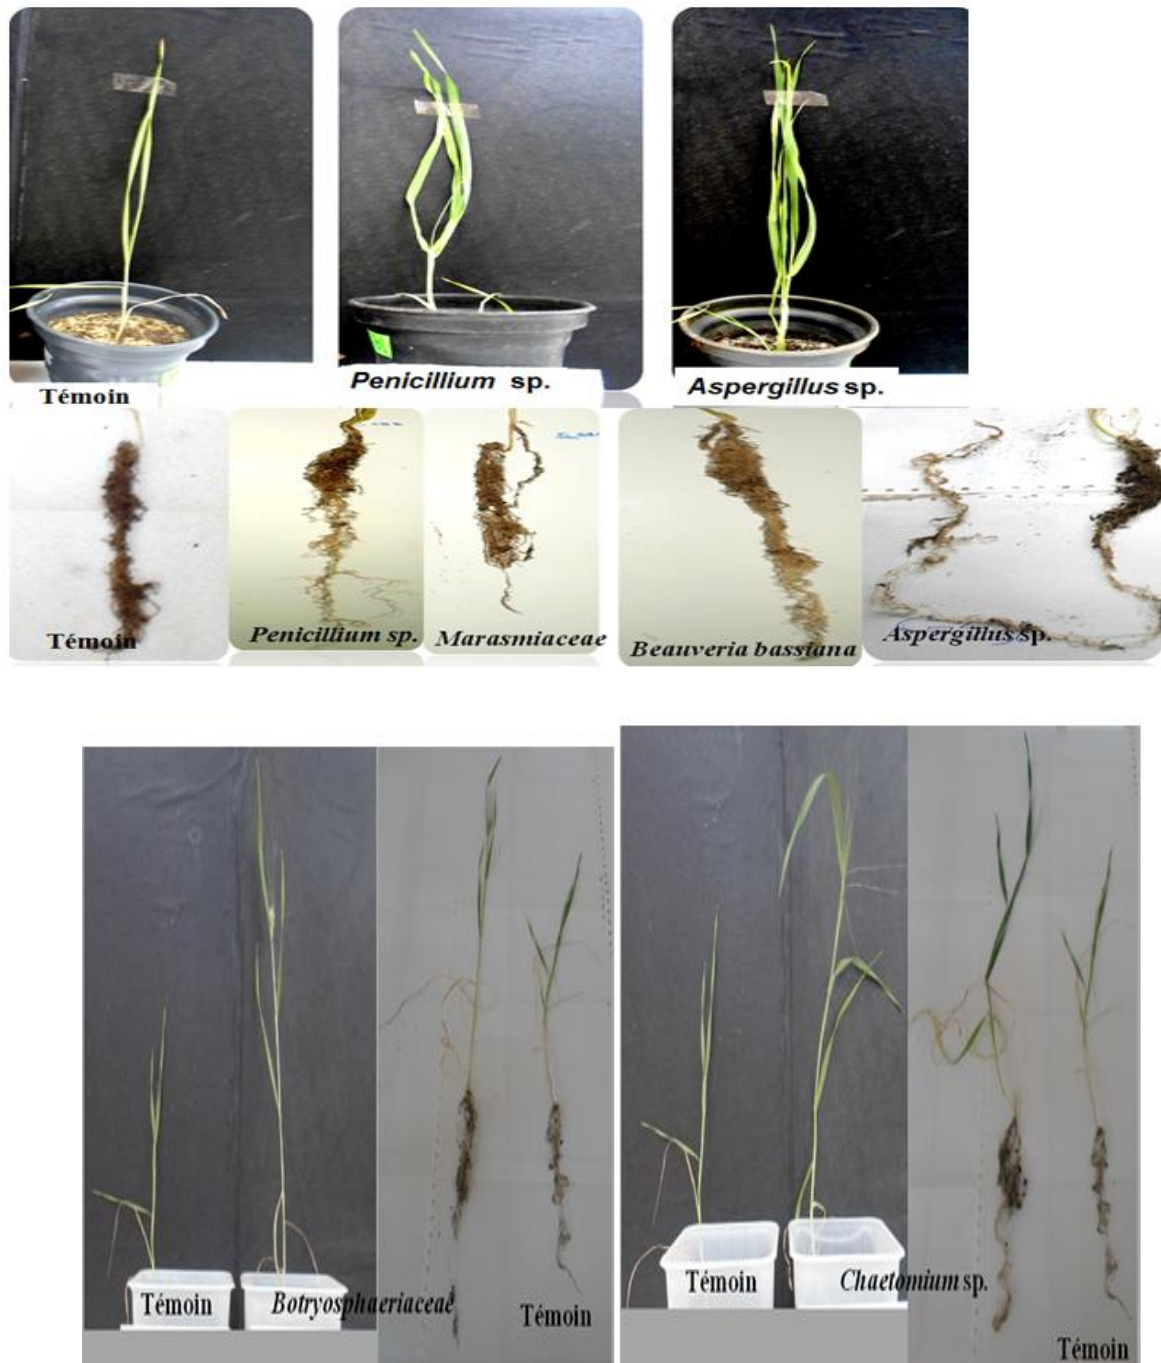 Témoin
Penicillium sp.
Aspergillus sp.
Témoin
Penicillium sp.
Marasmiaceae
Beauveria bassiana
Aspergillus sp.
Témoin
Botryosphaeriaceae
Témoin
Témoin
Chaetomium sp.
Témoin